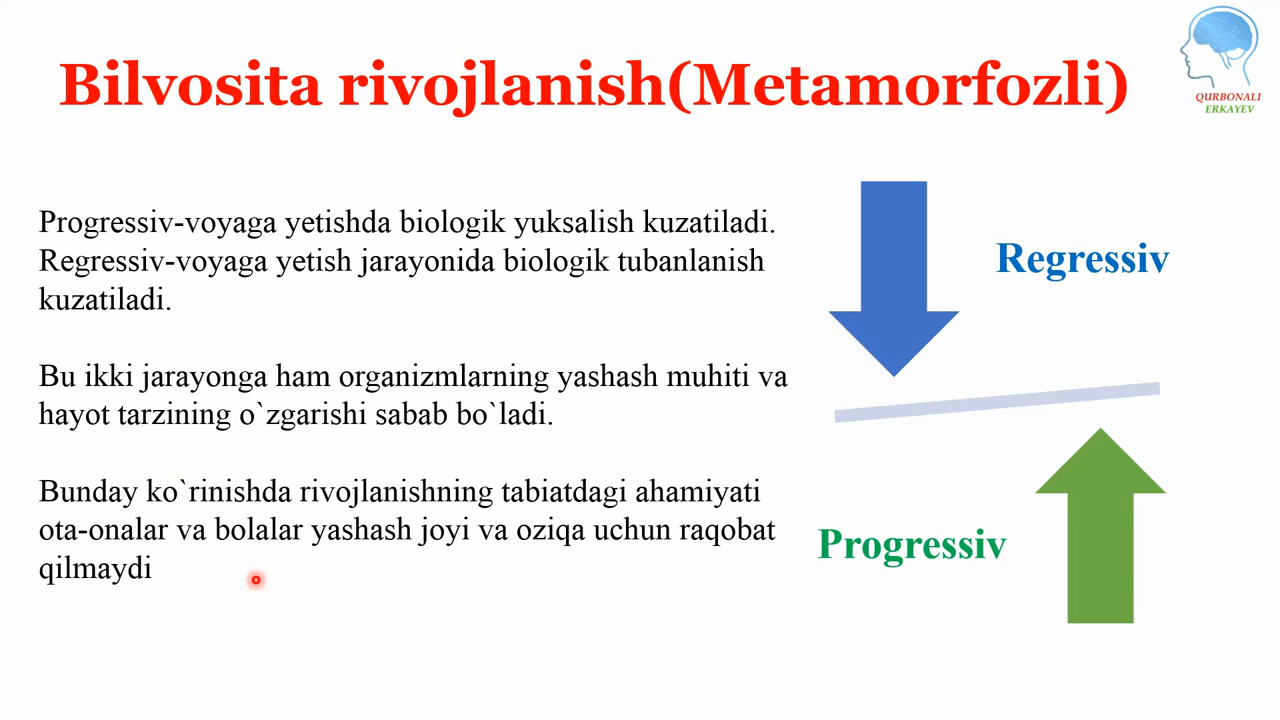 Bilvosita rivojlanish(Metamorfozli)
QURBONALI
ERKAYEV
Progressiv-voyaga yetishda biologik yuksalish kuzatiladi.
Regressiv-voyaga yetish jarayonida biologik tubanlanish
kuzatiladi.
Bu ikki jarayonga ham organizmlarning yashash muhiti va
hayot tarzining o`zgarishi sabab bo`ladi.
Bunday ko`rinishda rivojlanishning tabiatdagi ahamiyati
ota-onalar va bolalar yashash joyi va oziqa uchun raqobat
qilmaydi
Regressiv
Progressiv